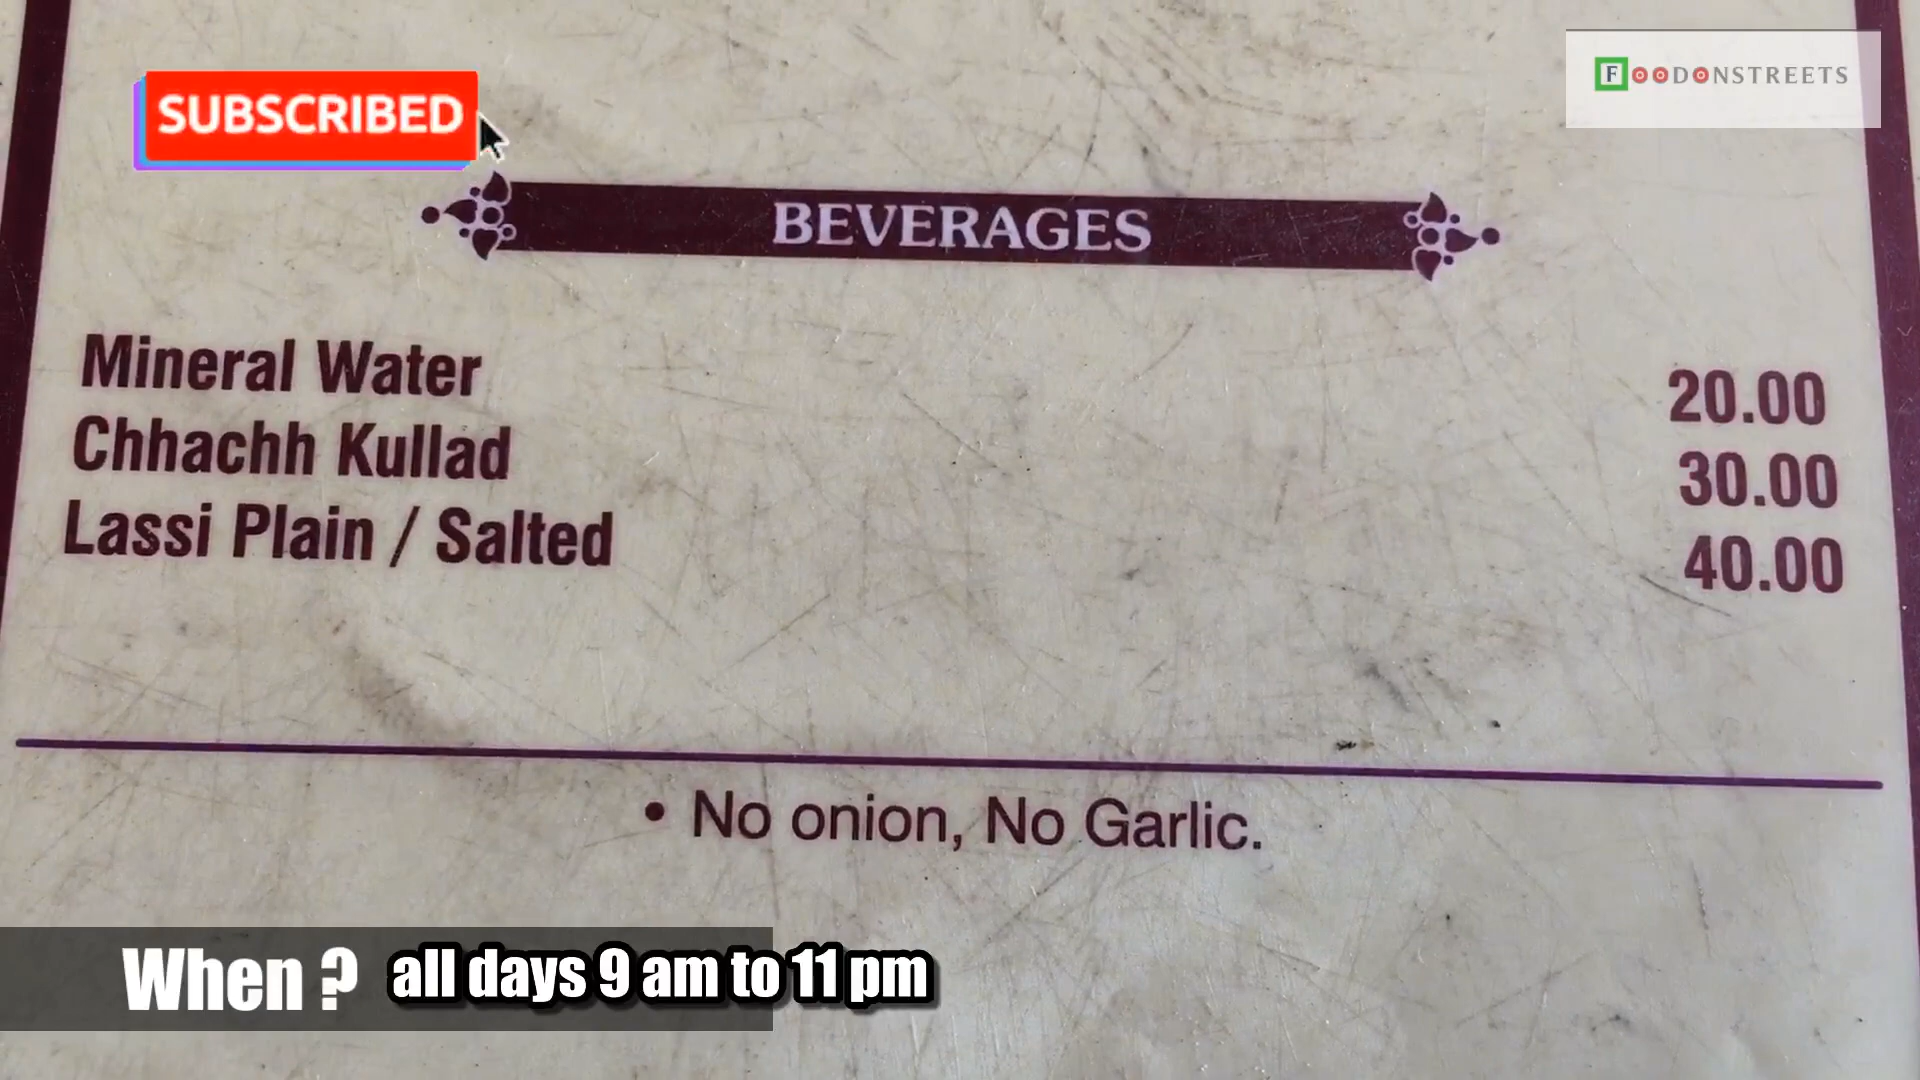 SUBSCRIBED
FOODONSTREETS
BEVERAGES
Mineral Water 20.00
Chhachh Kullad 30.00
Lassi Plain / Salted 40.00
• No onion, No Garlic.
When ? all days 9 am to 11 pm